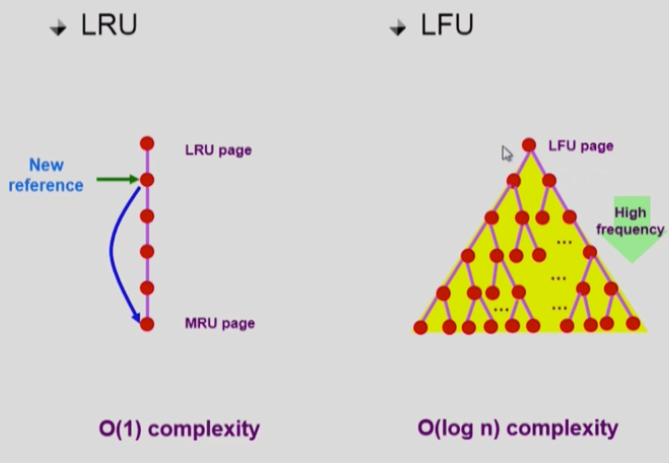 LRU
LFU
LRU page
LFU page
New
reference
High
frequency
...
...
...
...
MRU page
O(1) complexity
O(log n) complexity